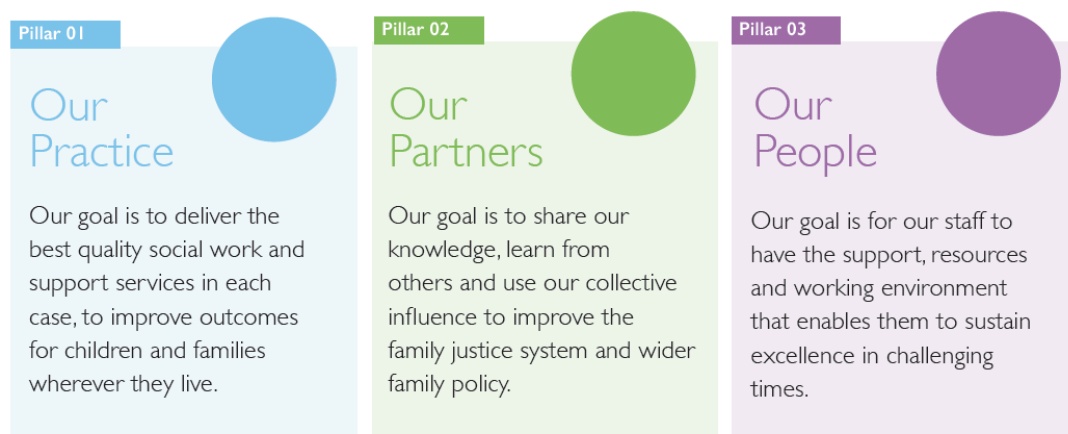 Pillar 01
Our
Practice
Our goal is to deliver the
best quality social work and
support services in each
case, to improve outcomes
for children and families
wherever they live.
Pillar 02
Our
Partners
Our goal is to share our
knowledge, learn from
others and use our collective
influence to improve the
family justice system and wider
family policy.
Pillar 03
Our
People
Our goal is for our staff to
have the support, resources
and working environment
that enables them to sustain
excellence in challenging
times.